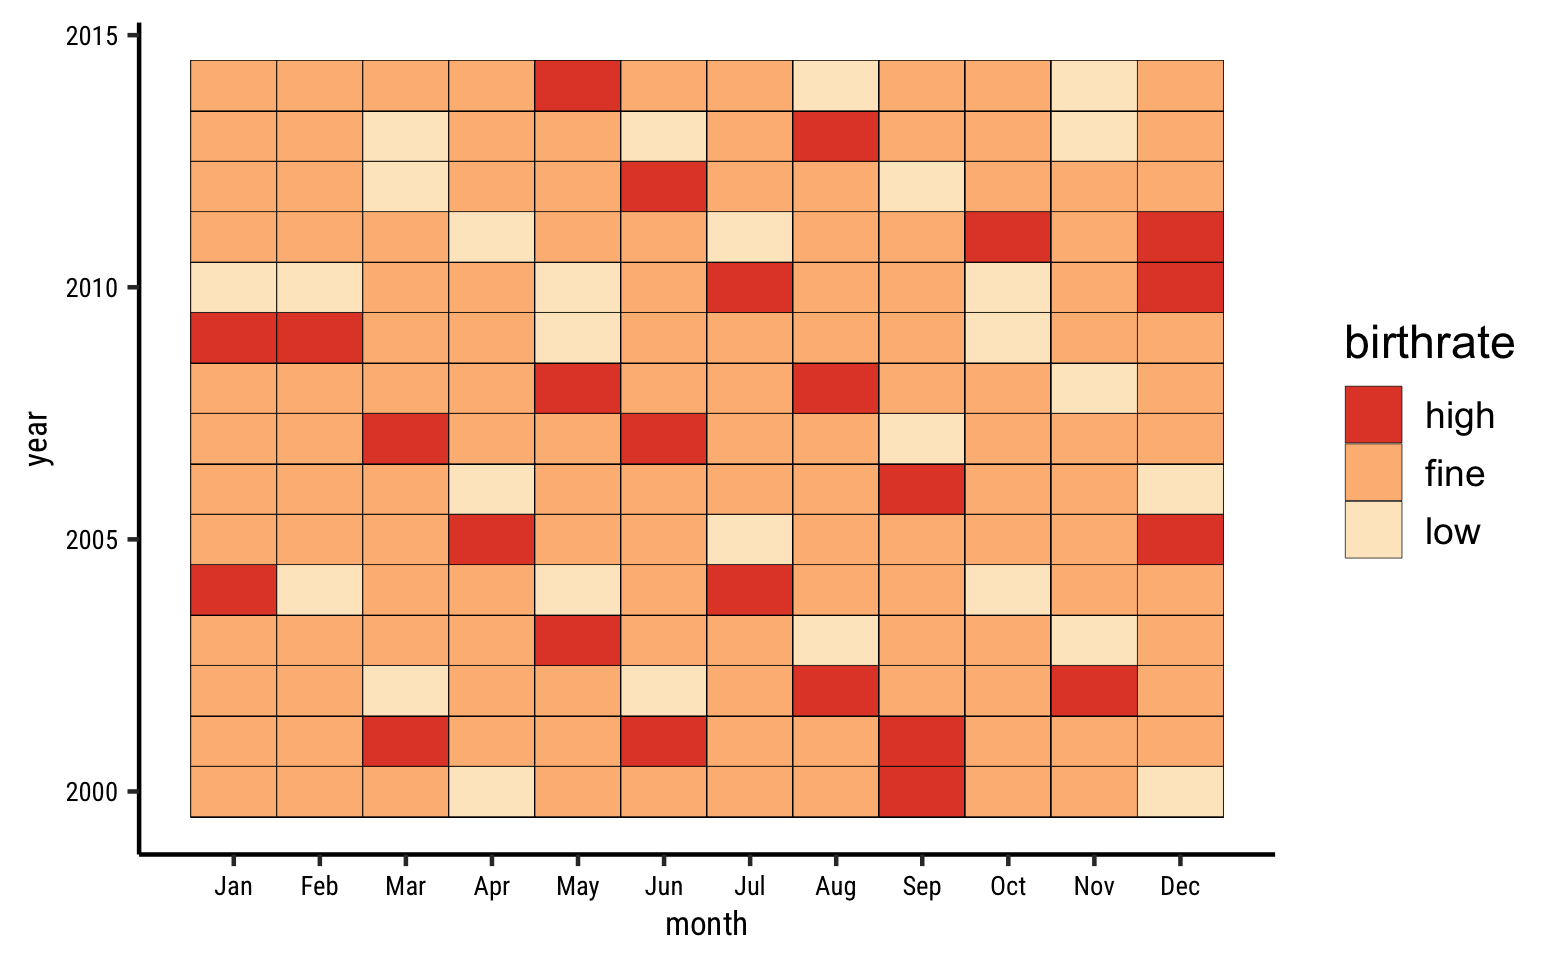 2015
2010
2005
2000
year
Jan Feb Mar Apr May Jun Jul Aug Sep Oct Nov Dec
month
birthrate
high
fine
low